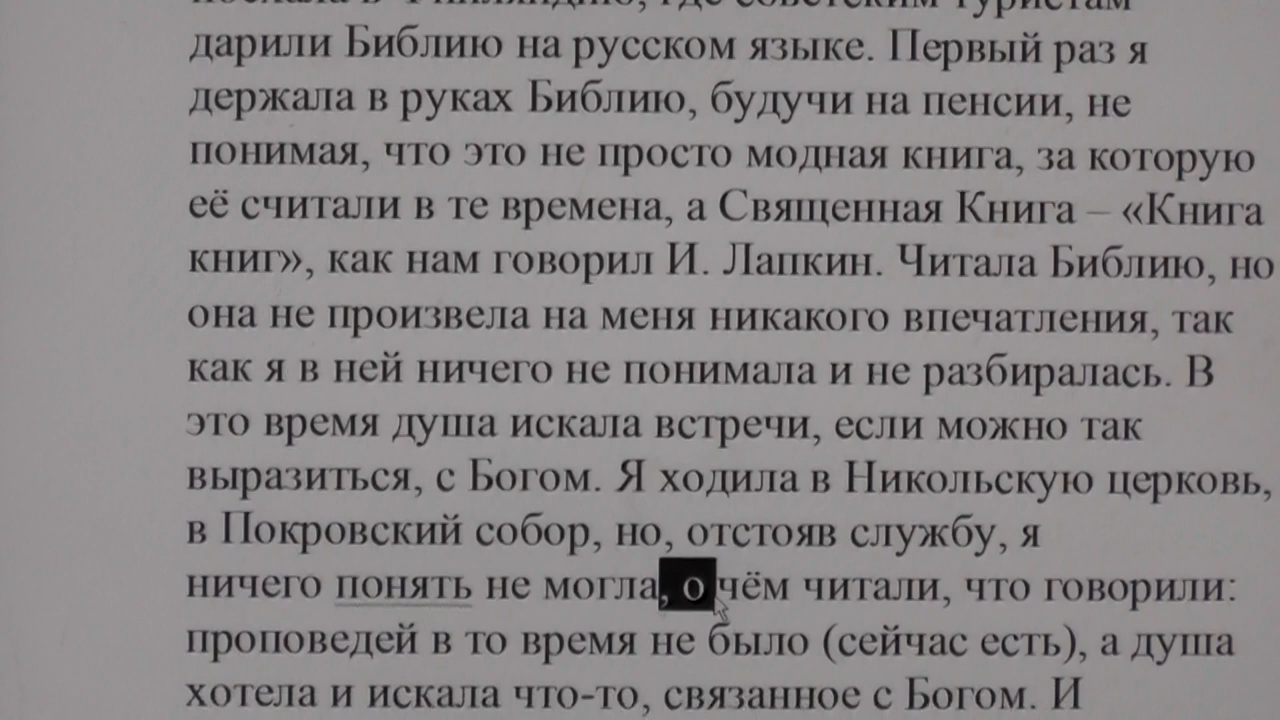 дарили Библию на русском языке. Первый раз я
держала в руках Библию, будучи на пенсии, не
понимая, что это не просто модная книга, за которую
её считали в те времена, а Священная Книга – «Книга
книг», как нам говорил И. Лапкин. Читала Библию, но
она не произвела на меня никакого впечатления, так
как я в ней ничего не понимала и не разбиралась. В
это время душа искала встречи, если можно так
выразиться, с Богом. Я ходила в Никольскую церковь,
в Покровский собор, но, отстояв службу, я
ничего понять не могла, о чём читали, что говорили:
проповедей в то время не было (сейчас есть), а душа
хотела и искала что-то, связанное с Богом. И